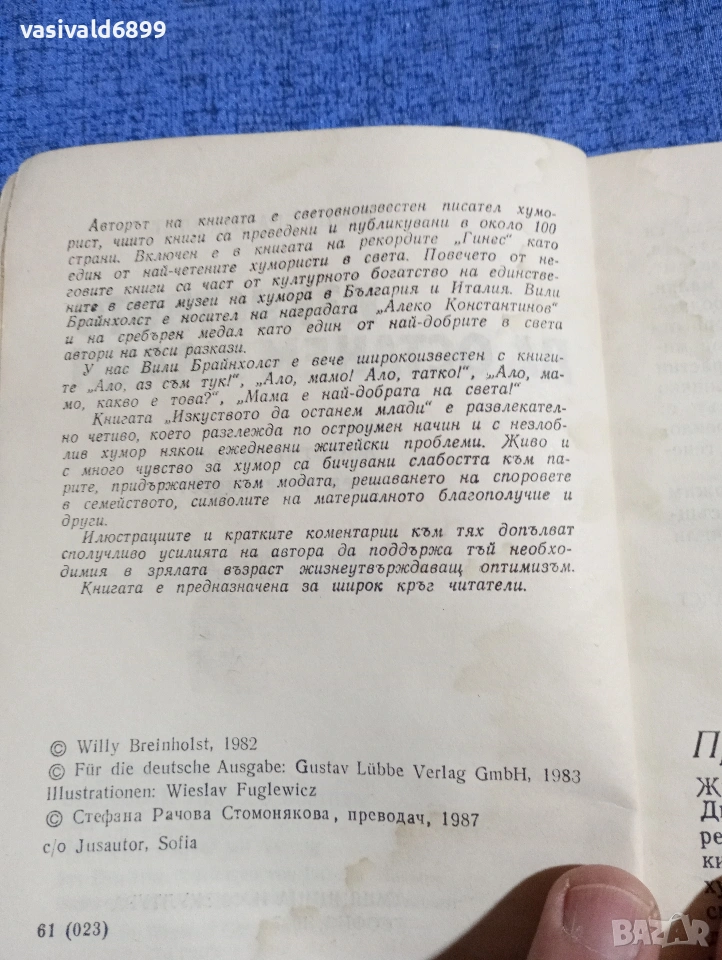 vasivald6899
Авторът на книгата е световноизвестен писател хумо-
рист, чиито книги са преведени и публикувани в около 100
страни. Включен е в книгата на рекордите „Гинес“ като
един от най-четените хумористи в света. Повечето от не-
говите книги са част от културното богатство на единстве-
ните в света музеи на хумора в България и Италия. Вили
Брайнхолст е носител на наградата „Алеко Константинов“
и на сребърен медал като един от най-добрите в света
автори на къси разкази.
У нас Вили Брайнхолст е вече широкоизвестен с книги-
те „Ало, аз съм тук!“, „Ало, мамо! Ало, татко!“, „Ало, ма-
мо, какво е това?“, „Мама е най-добрата на света!“
Книгата „Изкуството да останем млади“ е развлекател-
но четиво, което разглежда по остроумен начин и с незлоб-
лив хумор някои ежедневни житейски проблеми. Живо и
с много чувство за хумор са бичувани слабостта към па-
рите, придържането към модата, решаването на споровете
в семейството, символите на материалното благополучие и
други.
Илюстрациите и кратките коментарии към тях допълват
сполучливо усилията на автора да поддържа тъй необхо-
димия в зрялата възраст жизнеутвърждаващ оптимизъм.
Книгата е предназначена за широк кръг читатели.
© Willy Breinholst, 1982
© Für die deutsche Ausgabe: Gustav Lübbe Verlag GmbH, 1983
Illustrationen: Wieslav Fuglewicz
© Стефана Рачова Стомонякова, преводач, 1987
c/o Jusautor, Sofia
61 (023)
П
Ж
Д
ре
ки
ху
BAZAR